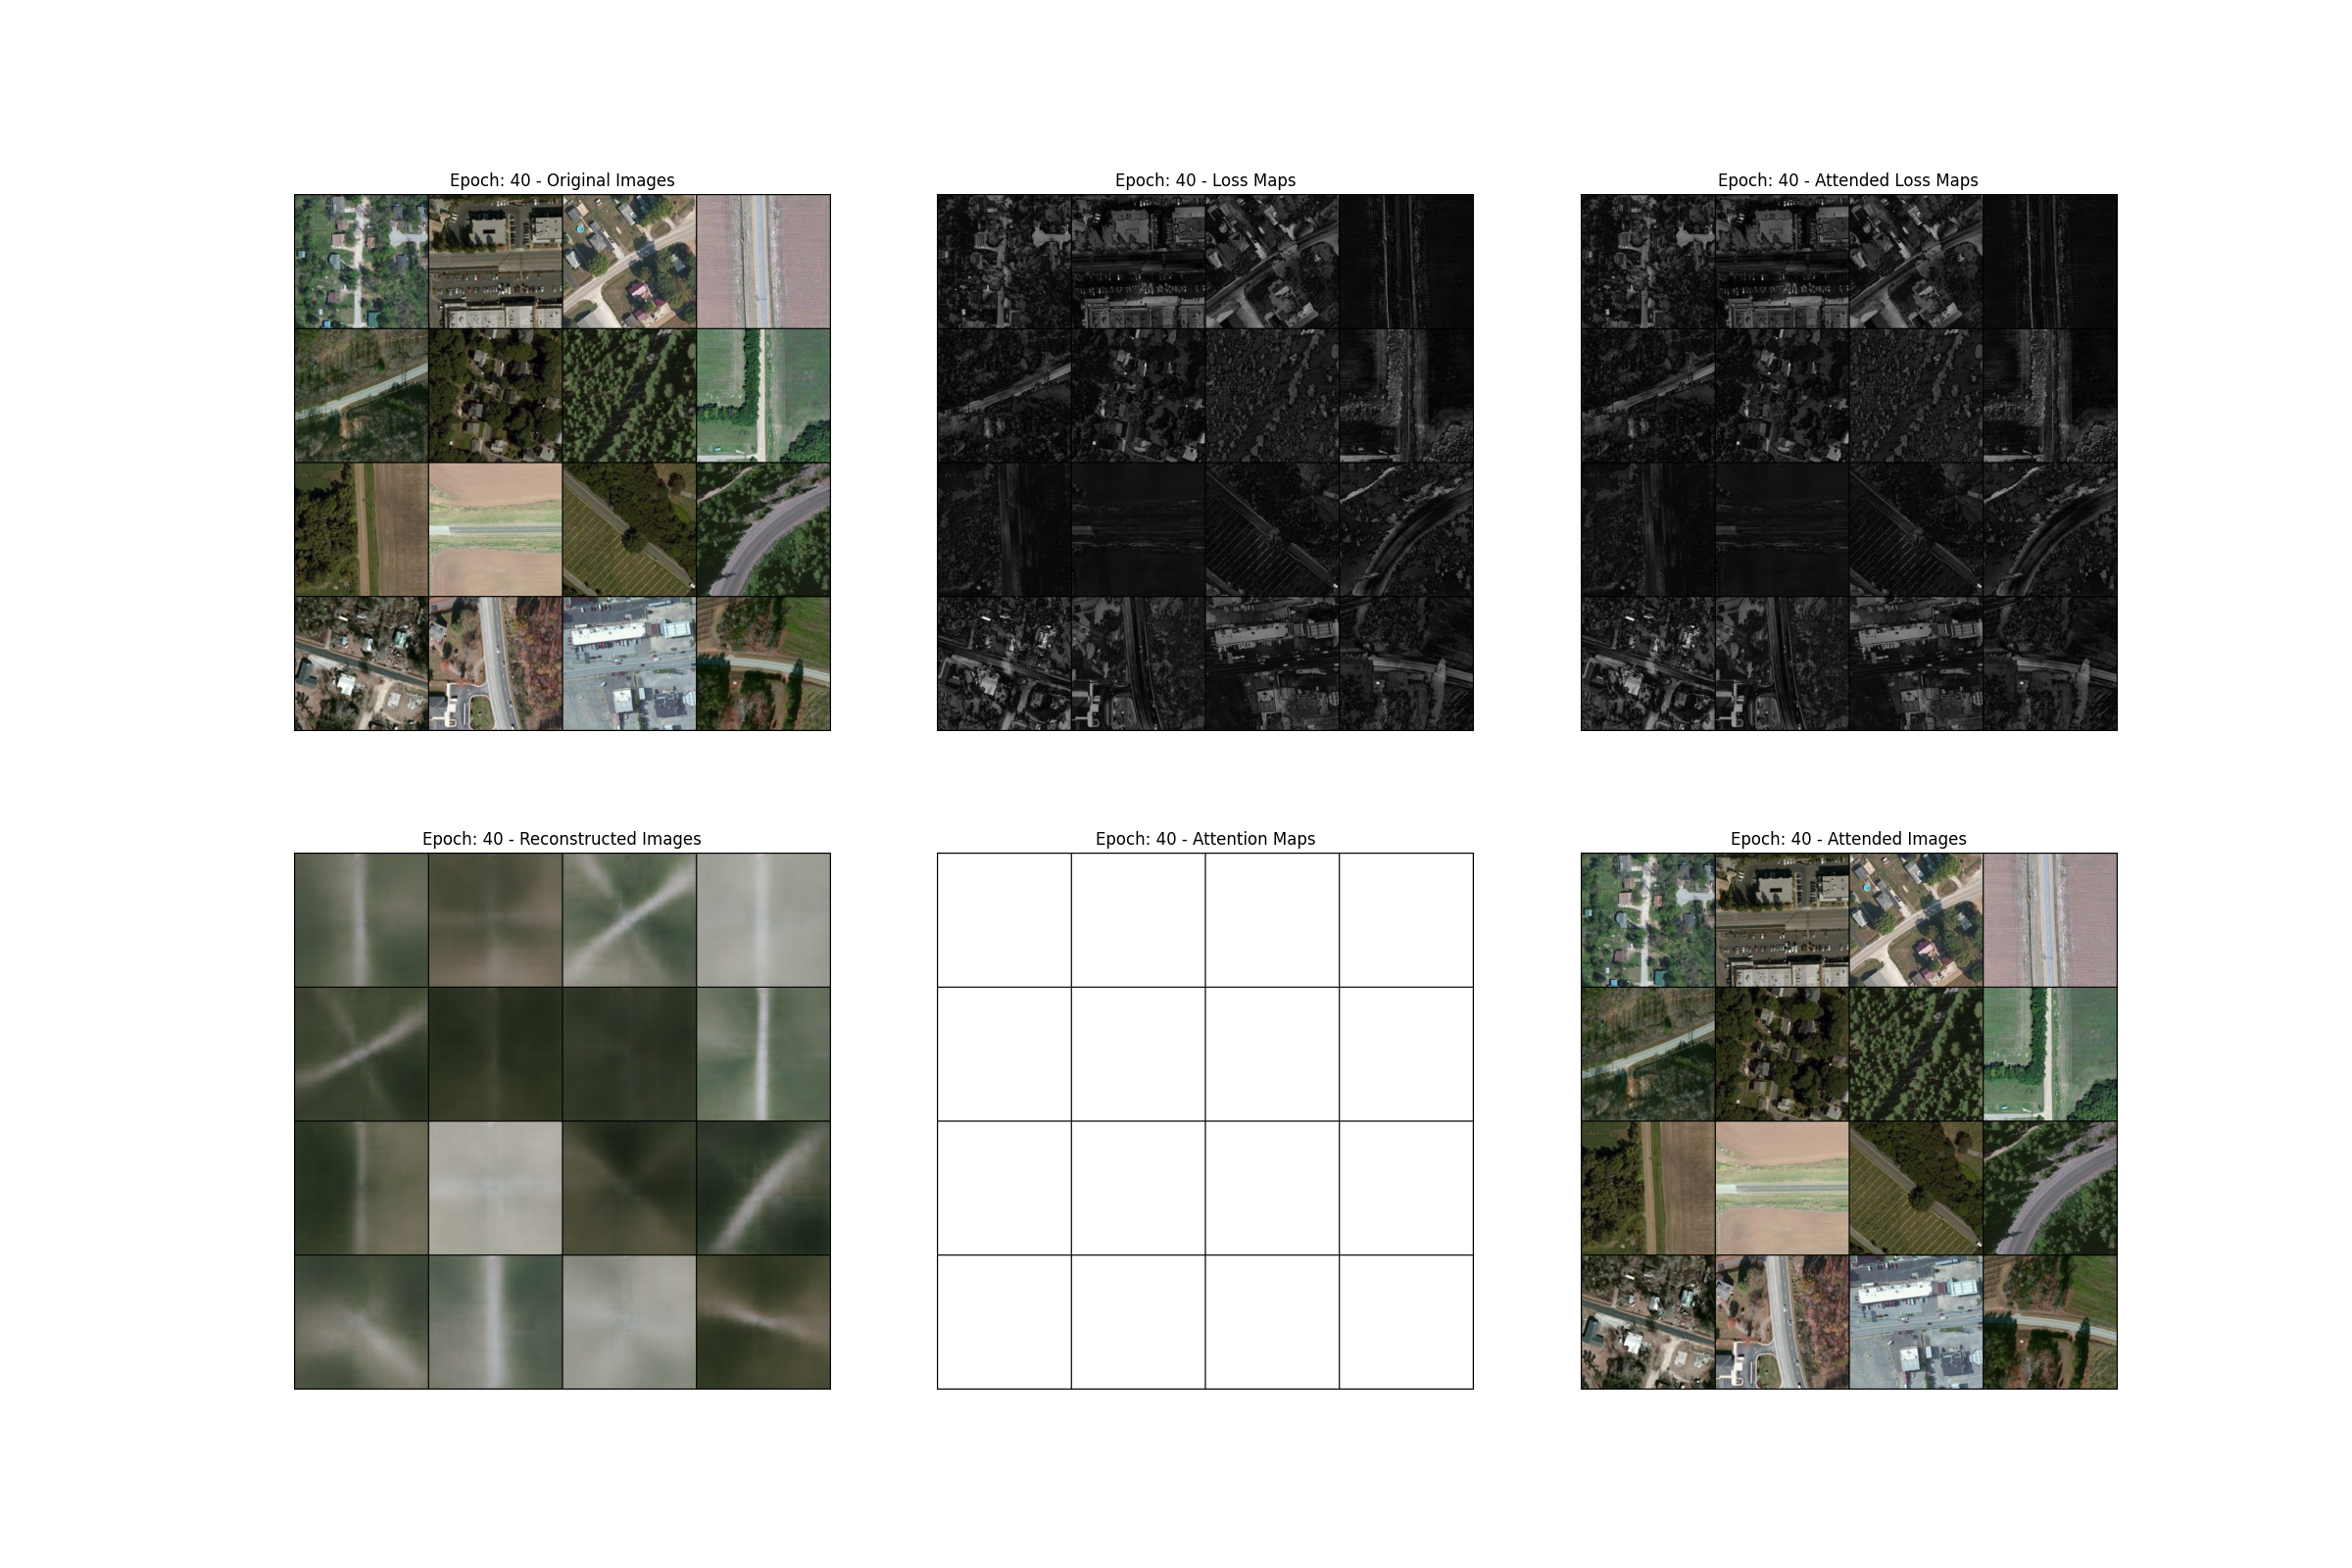 Epoch: 40 - Original Images
Epoch: 40 - Loss Maps
Epoch: 40 - Attended Loss Maps
Epoch: 40 - Reconstructed Images
Epoch: 40 - Attention Maps
Epoch: 40 - Attended Images